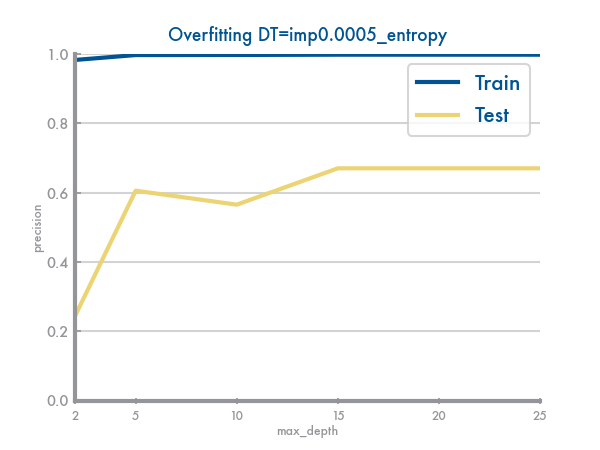 Overfitting DT=imp0.0005_entropy
1.0
0.8
0.6
0.4
0.2
0.0
precision
Train
Test
2 5 10 15 20 25
max_depth